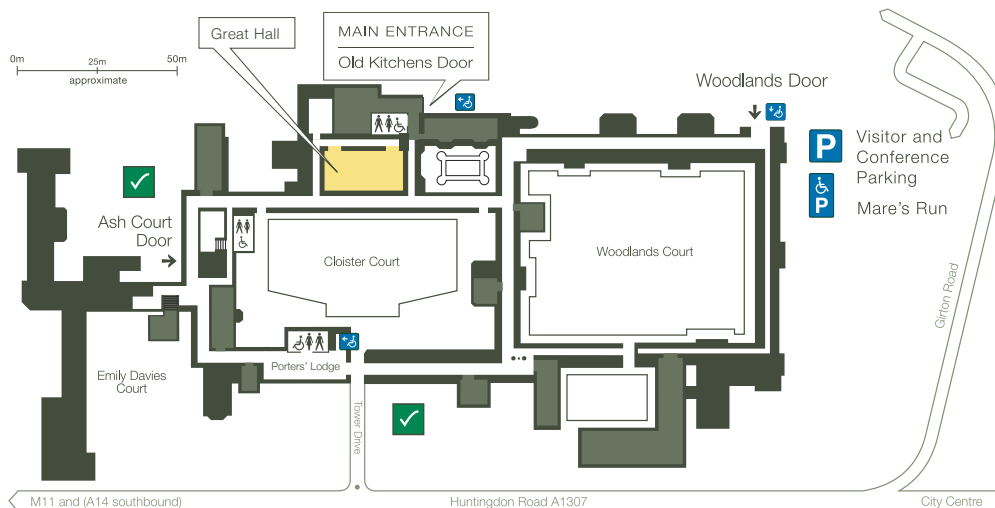 Great Hall
MAIN ENTRANCE
Old Kitchens Door
0m
25m
50m
approximate
Woodlands Door
P
Visitor and
Conference
Parking
P
Mare's Run
Ash Court
Door
Cloister Court
Woodlands Court
Girton Road
Porters' Lodge
Emily Davies
Court
Tower Drive
M11 and (A14 southbound)
Huntingdon Road A1307
City Centre